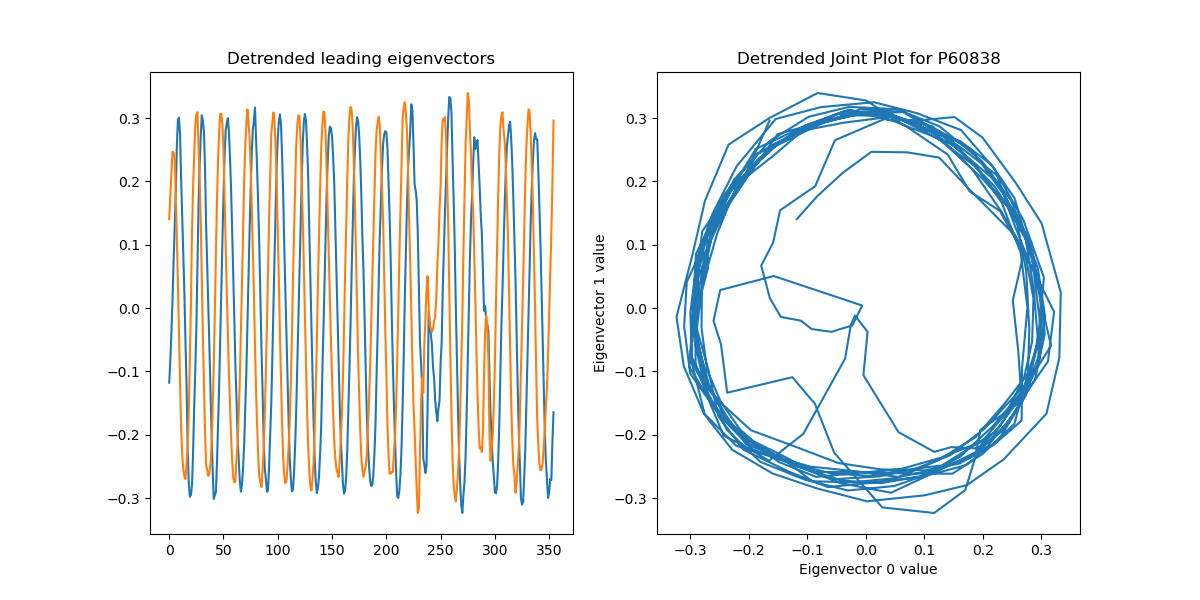 Detrended leading eigenvectors
0.3
0.2
0.1
0.0
−0.1
−0.2
−0.3
0 50 100 150 200 250 300 350
Detrended Joint Plot for P60838
Eigenvector 1 value
0.3
0.2
0.1
0.0
−0.1
−0.2
−0.3
−0.3 −0.2 −0.1 0.0 0.1 0.2 0.3
Eigenvector 0 value